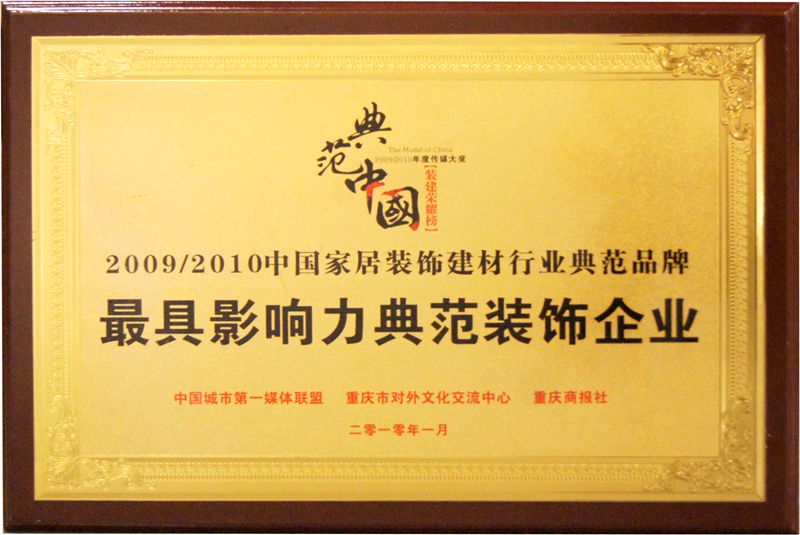 典范中國
The Model of China
2009/2010年度传媒大奖
【装建荣耀榜】
2009/2010中国家居装饰建材行业典范品牌
最具影响力典范装饰企业
中国城市第一媒体联盟 重庆市对外文化交流中心 重庆商报社
二零一零年一月